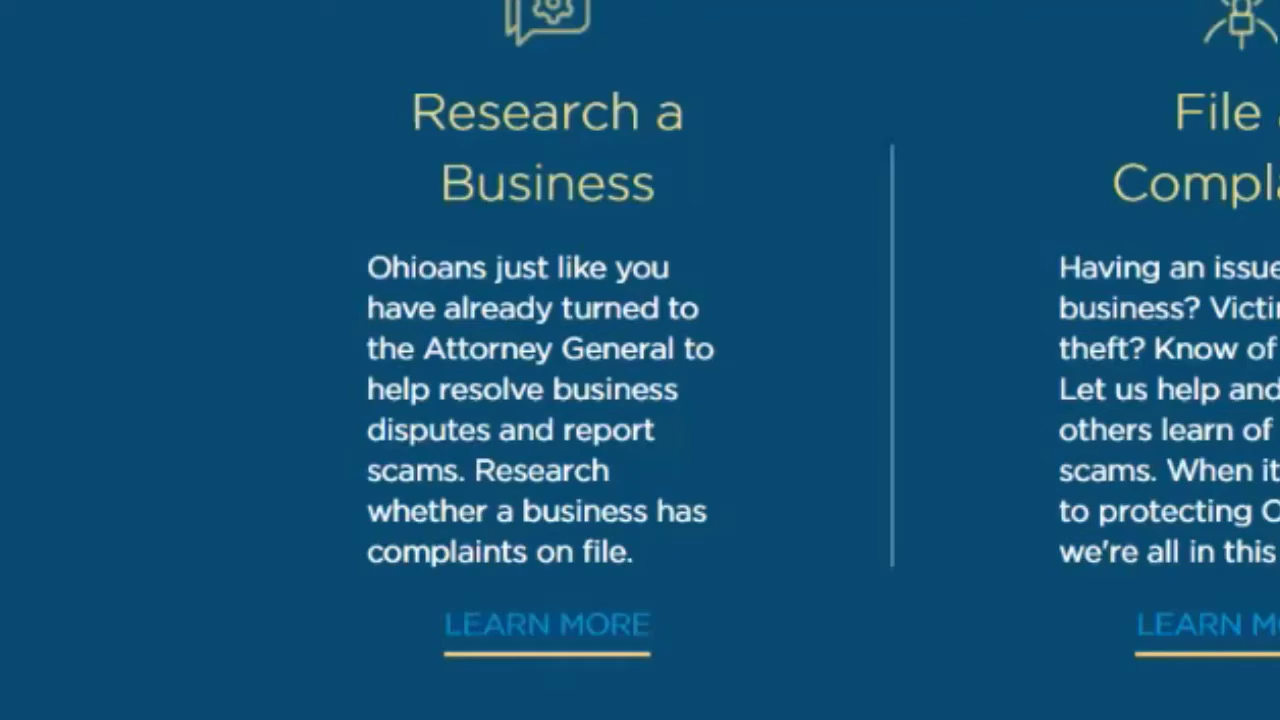 Research a
Business
Ohioans just like you
have already turned to
the Attorney General to
help resolve business
disputes and report
scams. Research
whether a business has
complaints on file.
LEARN MORE
File
Having an issue
business?
theft? Know of
Let us help and
others learn of
scams. When it
to protecting
we're all in this
LEARN